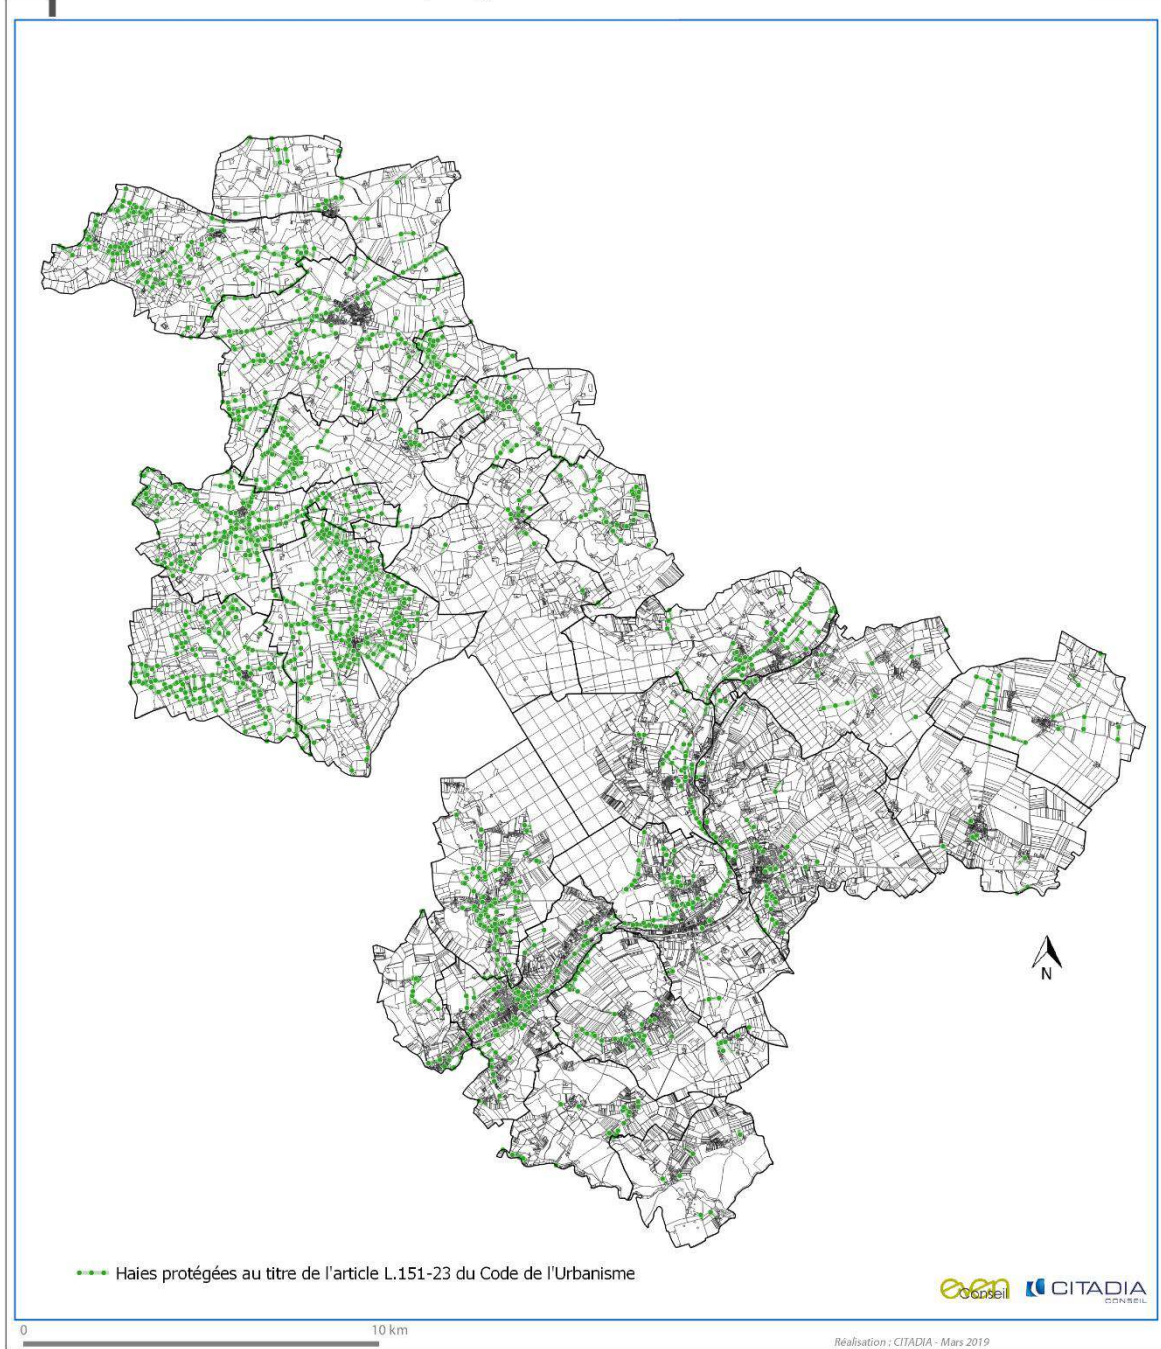 N
Haies protégées au titre de l'article L.151-23 du Code de l'Urbanisme
even Conseil
CITADIA
CONSEIL
0
10 km
Réalisation : CITADIA - Mars 2019